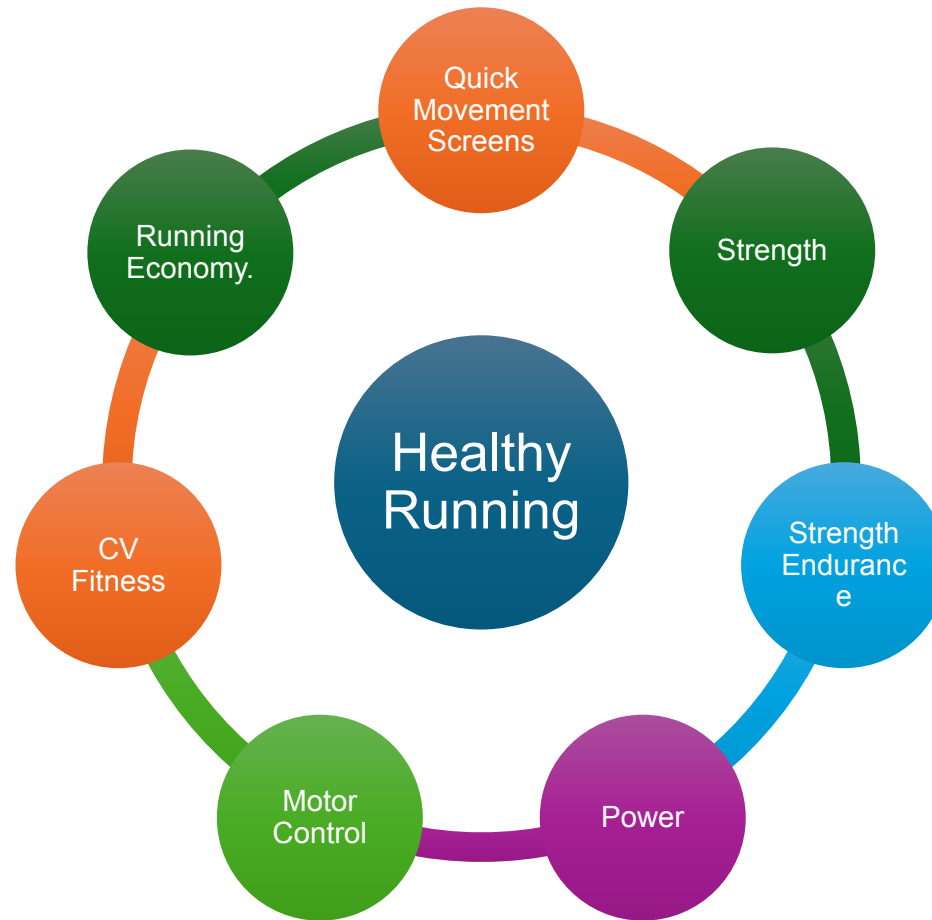 Quick
Movement
Screens
Strength
Strength
Enduranc
e
Power
Motor
Control
CV
Fitness
Running
Economy.
Healthy
Running